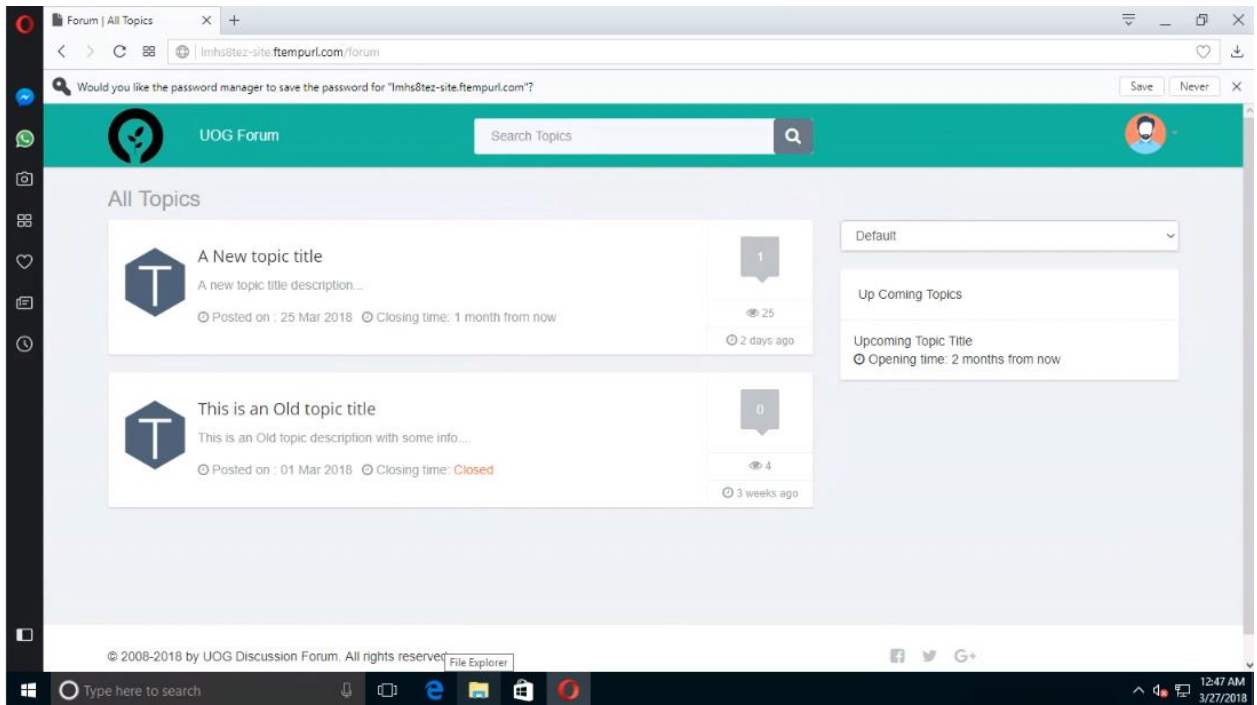 Forum | All Topics
lmhs8tez-site.ftempurl.com/forum
Would you like the password manager to save the password for "lmhs8tez-site.ftempurl.com"?
Save
Never
UOG Forum
Search Topics
All Topics
Default
T
A New topic title
A new topic title description...
Posted on : 25 Mar 2018 Closing time: 1 month from now
1
25
2 days ago
Up Coming Topics
Upcoming Topic Title
Opening time: 2 months from now
T
This is an Old topic title
This is an Old topic description with some info....
Posted on : 01 Mar 2018 Closing time: Closed
0
4
3 weeks ago
© 2008-2018 by UOG Discussion Forum. All rights reserved
File Explorer
G+
Type here to search
12:47 AM
3/27/2018